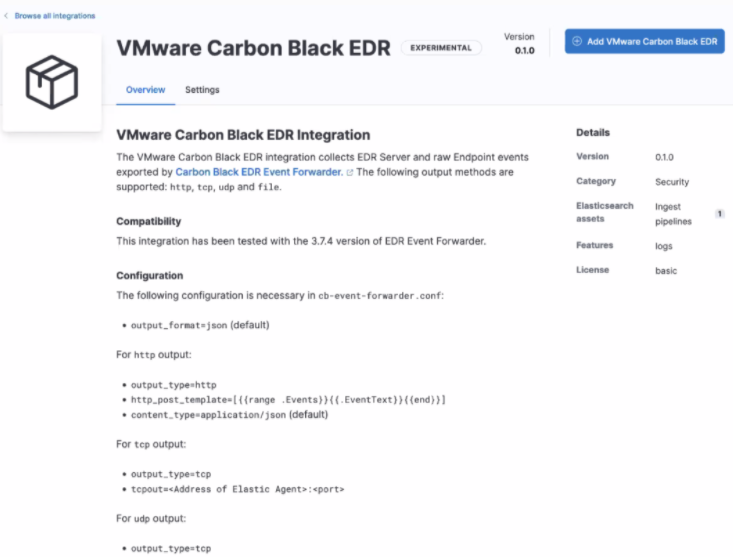 Browse all integrations
VMware Carbon Black EDR
EXPERIMENTAL
Version
0.1.0
Add VMware Carbon Black EDR
Overview
Settings
VMware Carbon Black EDR Integration
The VMware Carbon Black EDR integration collects EDR Server and raw Endpoint events
exported by Carbon Black EDR Event Forwarder. The following output methods are
supported: http, tcp, udp and file.
Compatibility
This integration has been tested with the 3.7.4 version of EDR Event Forwarder.
Configuration
The following configuration is necessary in cb-event-forwarder.conf:
• output_format=json (default)
For http output:
• output_type=http
• http_post_template=[{{range .Events}}{{.EventText}}{{end}}]
• content_type=application/json (default)
For tcp output:
• output_type=tcp
• tcpout=<Address of Elastic Agent>:<port>
For udp output:
• output_type=tcp
Details
Version 0.1.0
Category Security
Elasticsearch assets Ingest pipelines 1
Features logs
License basic